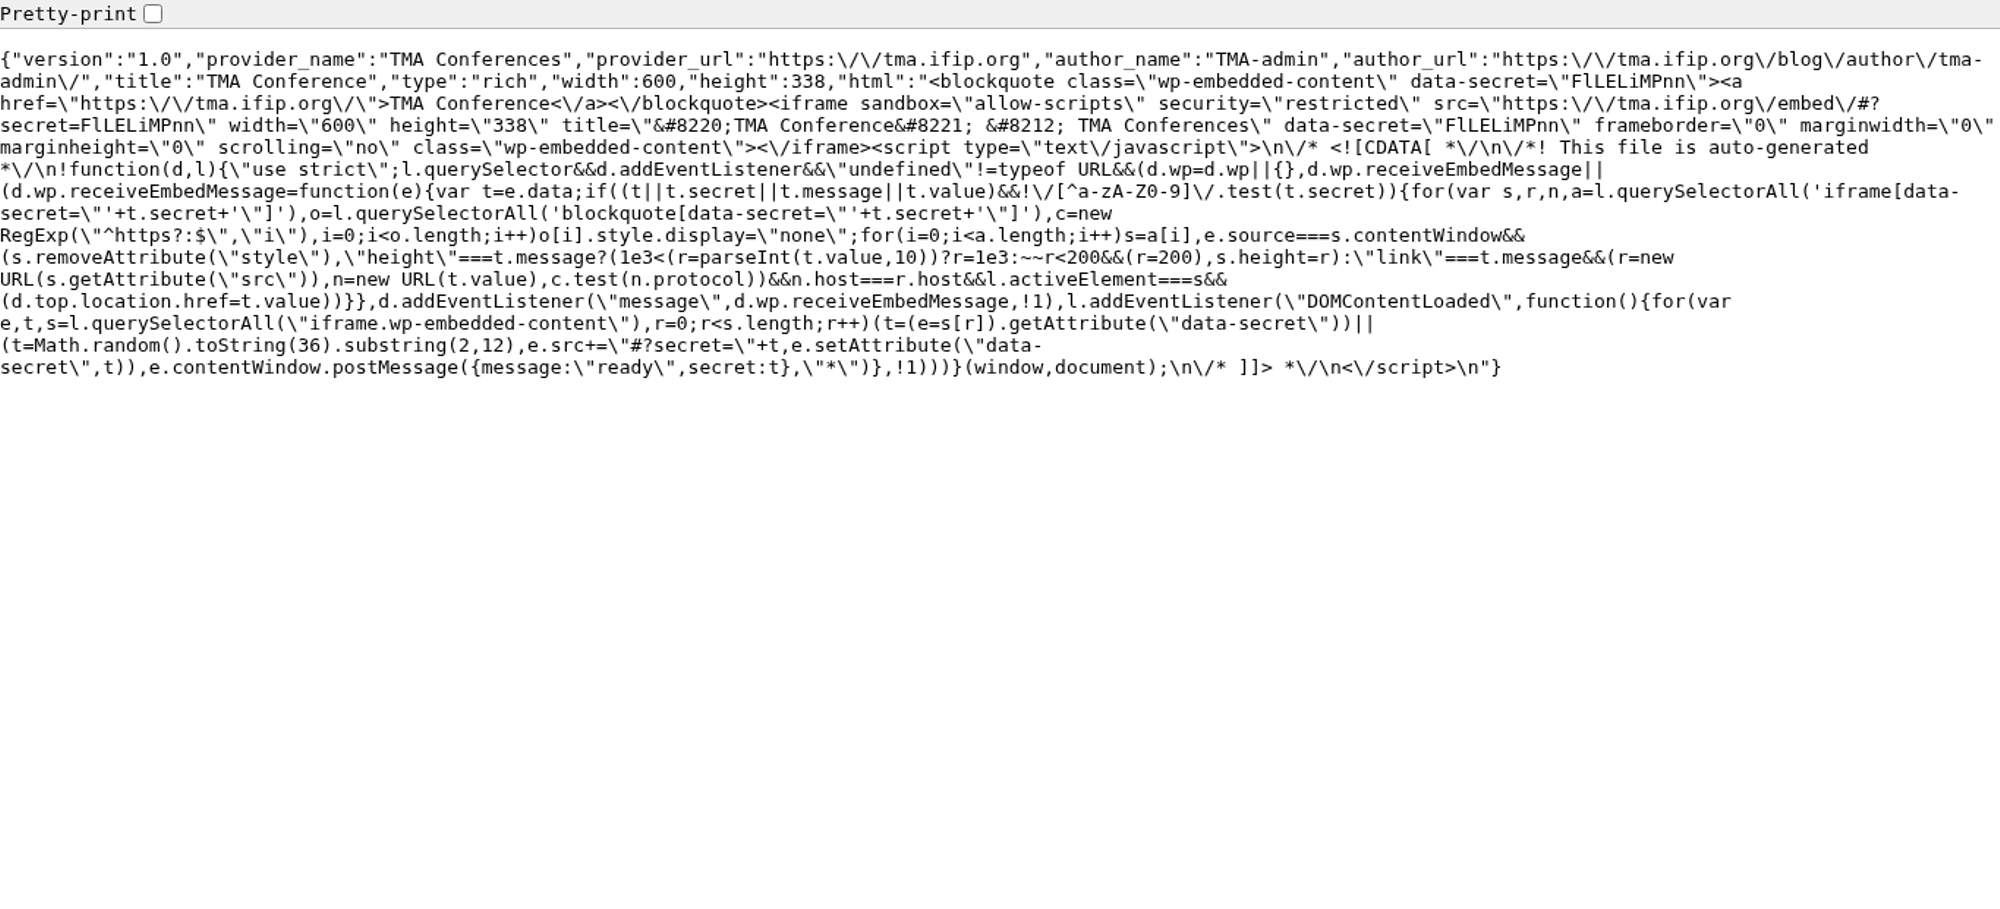 Pretty-print
{"version":"1.0","provider_name":"TMA Conferences","provider_url":"https:\/\/tma.ifip.org","author_name":"TMA-admin","author_url":"https:\/\/tma.ifip.org\/blog\/author\/tma-
admin\/","title":"TMA Conference","type":"rich","width":600,"height":338,"html":"<blockquote class=\"wp-embedded-content\" data-secret=\"FlLELiMPnn\"><a
href=\"https:\/\/tma.ifip.org\/\">TMA Conference<\/a><\/blockquote><iframe sandbox=\"allow-scripts\" security=\"restricted\" src=\"https:\/\/tma.ifip.org\/embed\/#?
secret=FlLELiMPnn\" width=\"600\" height=\"338\" title=\"&#8220;TMA Conference&#8221; &#8212; TMA Conferences\" data-secret=\"FlLELiMPnn\" frameborder=\"0\" marginwidth=\"0\"
marginheight=\"0\" scrolling=\"no\" class=\"wp-embedded-content\"><\/iframe><script type=\"text\/javascript\">\n\/* <![CDATA[ *\/\n\/*! This file is auto-generated
*\/\n!function(d,l){\"use strict\";l.querySelector&&d.addEventListener&&\"undefined\"!=typeof URL&&(d.wp=d.wp||{},d.wp.receiveEmbedMessage||
(d.wp.receiveEmbedMessage=function(e){var t=e.data;if((t||t.secret||t.message||t.value)&&!\/[^a-zA-Z0-9]\/.test(t.secret)){for(var s,r,n,a=l.querySelectorAll('iframe[data-
secret=\"'+t.secret+'\"]'),o=l.querySelectorAll('blockquote[data-secret=\"'+t.secret+'\"]'),c=new
RegExp(\"^https?:$\",\"i\"),i=0;i<o.length;i++)o[i].style.display=\"none\";for(i=0;i<a.length;i++)s=a[i],e.source===s.contentWindow&&
(s.removeAttribute(\"style\"),\"height\"===t.message?(1e3<(r=parseInt(t.value,10))?r=1e3:~~r<200&&(r=200),s.height=r):\"link\"===t.message&&(r=new
URL(s.getAttribute(\"src\")),n=new URL(t.value),c.test(n.protocol))&&n.host===r.host&&l.activeElement===s&&
(d.top.location.href=t.value))}},d.addEventListener(\"message\",d.wp.receiveEmbedMessage,!1),l.addEventListener(\"DOMContentLoaded\",function(){for(var
e,t,s=l.querySelectorAll(\"iframe.wp-embedded-content\"),r=0;r<s.length;r++)(t=(e=s[r]).getAttribute(\"data-secret\"))||
(t=Math.random().toString(36).substring(2,12),e.src+=\"#?secret=\"+t,e.setAttribute(\"data-
secret\",t)),e.contentWindow.postMessage({message:\"ready\",secret:t},\"*\")},!1)))}(window,document);\n\/* ]]> *\/\n<\/script>\n"}